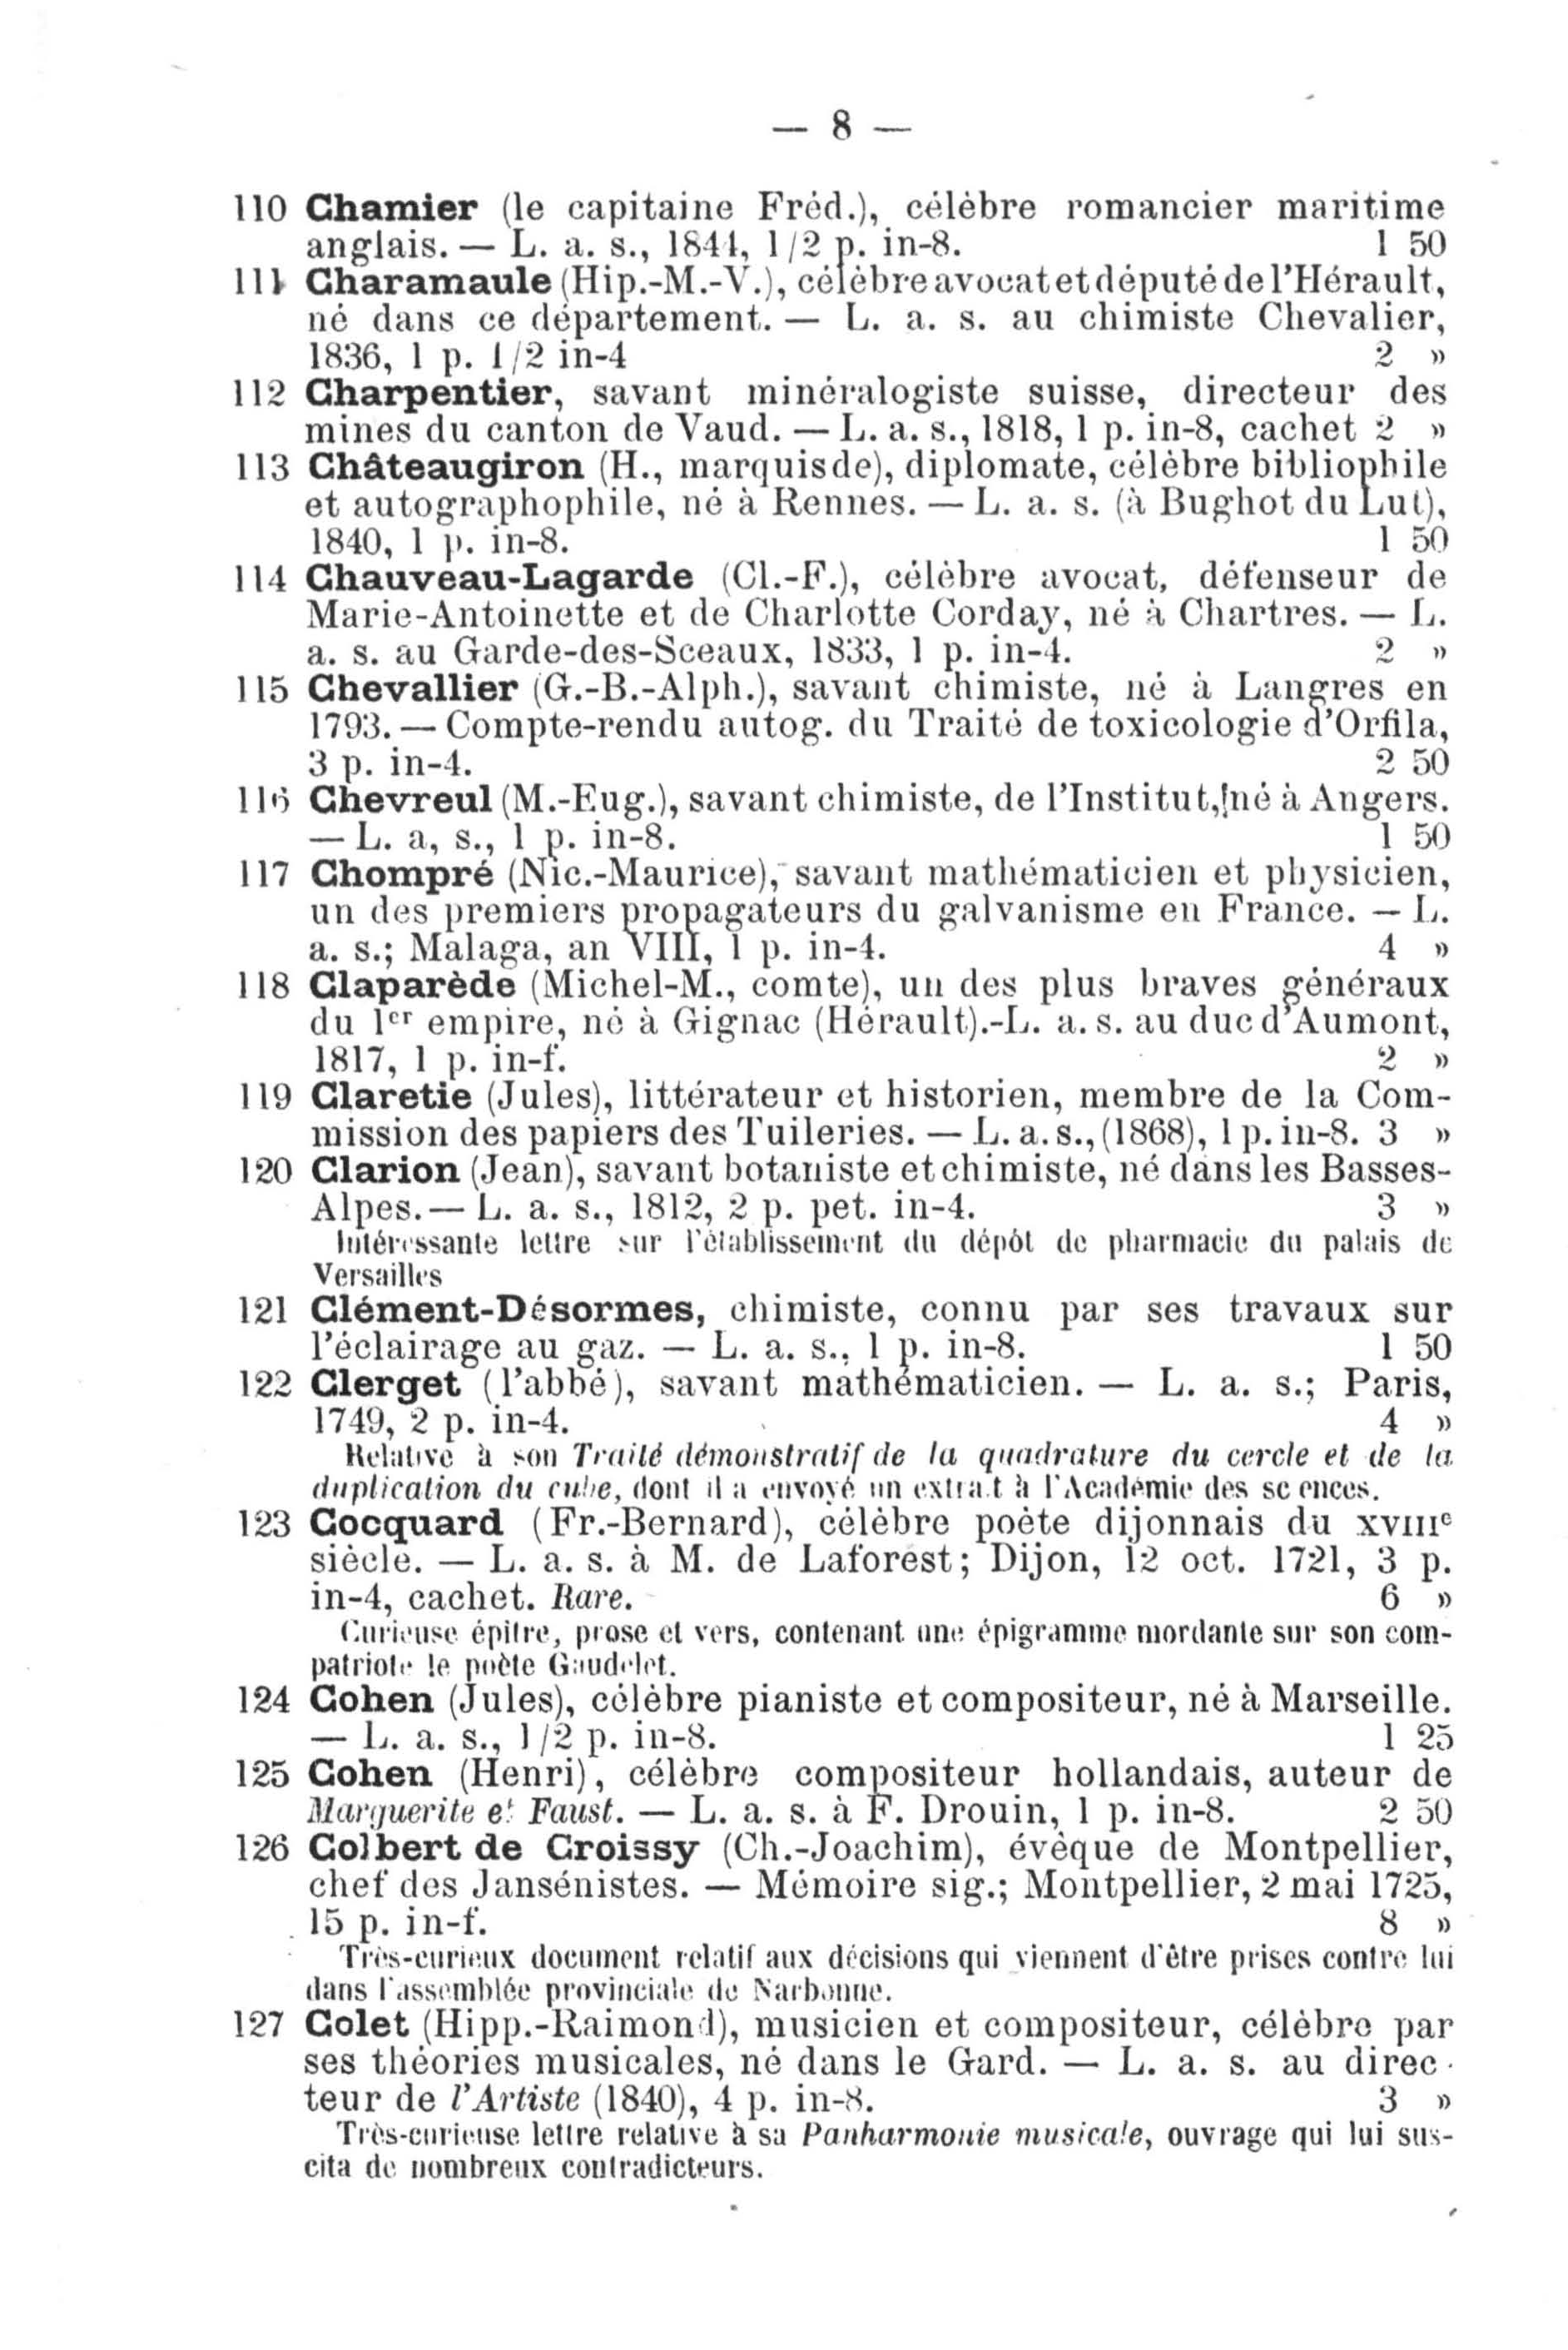 — 8 —
110 Chamier (le capitaine Fréd.), célèbre romancier maritime
anglais. — L. a. s., 1841, 1/2 p. in-8. 1 50
111 Charamaule (Hip.-M.-V.), célèbre avocat et député de l'Hérault,
né dans ce département. — L. a. s. au chimiste Chevalier,
1836, 1 p. 1/2 in-4 2 »
112 Charpentier, savant minéralogiste suisse, directeur des
mines du canton de Vaud. — L. a. s., 1818, 1 p. in-8, cachet 2 »
113 Châteaugiron (H., marquis de), diplomate, célèbre bibliophile
et autographophile, né à Rennes. — L. a. s. (à Bughot du Lut),
1840, 1 p. in-8. 1 50
114 Chauveau-Lagarde (Cl.-F.), célèbre avocat, défenseur de
Marie-Antoinette et de Charlotte Corday, né à Chartres. — L.
a. s. au Garde-des-Sceaux, 1833, 1 p. in-4. 2 »
115 Chevallier (G.-B.-Alph.), savant chimiste, né à Langres en
1793. — Compte-rendu autog. du Traité de toxicologie d'Orfila,
3 p. in-4. 2 50
116 Chevreul (M.-Eug.), savant chimiste, de l'Institut, né à Angers.
— L. a, s., 1 p. in-8. 1 50
117 Chompré (Nic.-Maurice), savant mathématicien et physicien,
un des premiers propagateurs du galvanisme en France. — L.
a. s.; Malaga, an VIII, 1 p. in-4. 4 »
118 Claparède (Michel-M., comte), un des plus braves généraux
du 1er empire, né à Gignac (Hérault).-L. a. s. au duc d'Aumont,
1817, 1 p. in-f. 2 »
119 Claretie (Jules), littérateur et historien, membre de la Com-
mission des papiers des Tuileries. — L. a. s., (1868), 1 p. in-8. 3 »
120 Clarion (Jean), savant botaniste et chimiste, né dans les Basses-
Alpes. — L. a. s., 1812, 2 p. pet. in-4. 3 »
Intéressante lettre sur l'établissement du dépôt de pharmacie du palais de
Versailles
121 Clément-Désormes, chimiste, connu par ses travaux sur
l'éclairage au gaz. — L. a. s., 1 p. in-8. 1 50
122 Clerget (l'abbé), savant mathématicien. — L. a. s.; Paris,
1749, 2 p. in-4. 4 »
Relative à son Traité démonstratif de la quadrature du cercle et de la
duplication du cube, dont il a envoyé un extrait à l'Académie des sciences.
123 Cocquard (Fr.-Bernard), célèbre poète dijonnais du XVIIIe
siècle. — L. a. s. à M. de Laforest; Dijon, 12 oct. 1721, 3 p.
in-4, cachet. Rare. 6 »
Curieuse épitre, prose et vers, contenant une épigramme mordante sur son com-
patriote le poète Gaudelet.
124 Cohen (Jules), célèbre pianiste et compositeur, né à Marseille.
— L. a. s., 1/2 p. in-8. 1 25
125 Cohen (Henri), célèbre compositeur hollandais, auteur de
Marguerite et Faust. — L. a. s. à F. Drouin, 1 p. in-8. 2 50
126 Colbert de Croissy (Ch.-Joachim), évèque de Montpellier,
chef des Jansénistes. — Mémoire sig.; Montpellier, 2 mai 1725,
15 p. in-f. 8 »
Très-curieux document relatif aux décisions qui viennent d'être prises contre lui
dans l'assemblée provinciale de Narbonne.
127 Colet (Hipp.-Raimond), musicien et compositeur, célèbre par
ses théories musicales, né dans le Gard. — L. a. s. au direc-
teur de l'Artiste (1840), 4 p. in-8. 3 »
Très-curieuse lettre relative à sa Panharmonie musicale, ouvrage qui lui sus-
cita de nombreux contradicteurs.